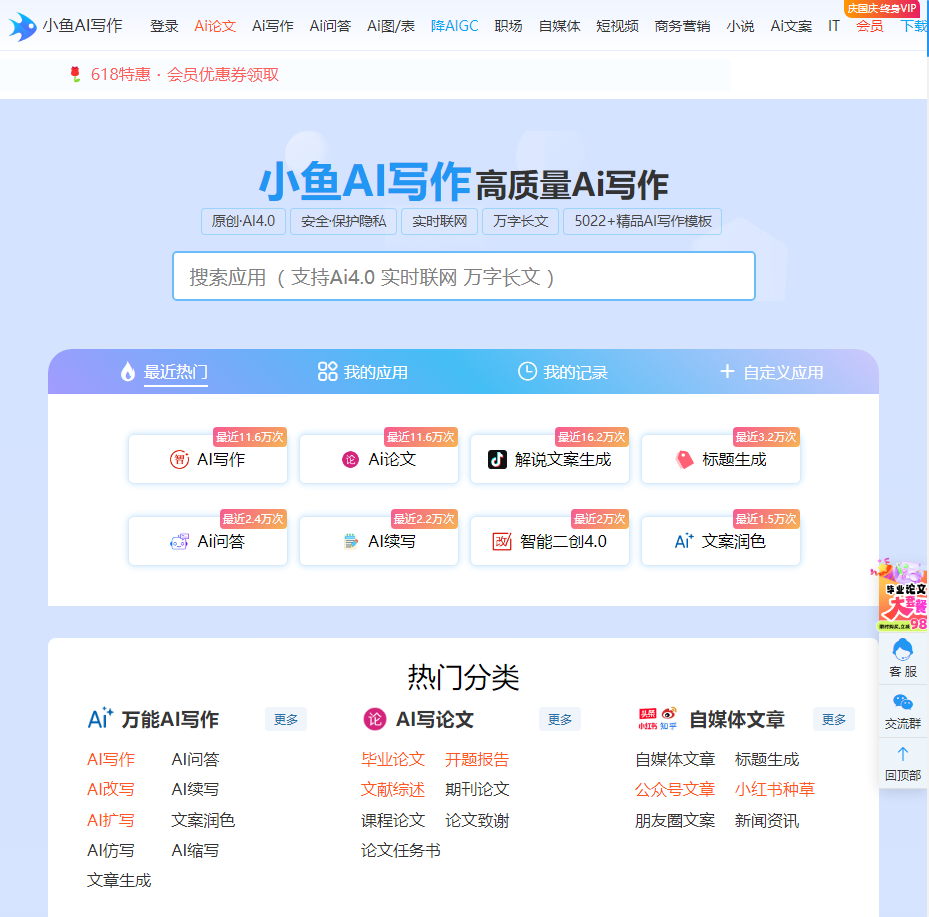 小鱼AI写作 登录 Ai论文 Ai写作 Ai问答 Ai图/表 降AIGC 职场 自媒体 短视频 商务营销 小说 Ai文案 IT 会员 下载
庆国庆·终身VIP
618特惠 · 会员优惠券领取
小鱼AI写作 高质量Ai写作
原创·AI4.0 安全·保护隐私 实时联网 万字长文 5022+精品AI写作模板
搜索应用 ( 支持Ai4.0 实时联网 万字长文 )
最近热门 我的应用 我的记录 自定义应用
最近11.6万次 最近11.6万次 最近16.2万次 最近3.2万次
智 AI写作 论 Ai论文 解说文案生成 标题生成
最近2.4万次 最近2.2万次 最近2万次 最近1.5万次
Ai问答 AI续写 改 智能二创4.0 Ai 文案润色
热门分类
Ai 万能AI写作 更多 论 AI写论文 更多 头条 小红书 知乎 自媒体文章 更多
AI写作 AI问答 毕业论文 开题报告 自媒体文章 标题生成
AI改写 AI续写 文献综述 期刊论文 公众号文章 小红书种草
AI扩写 文案润色 课程论文 论文致谢 朋友圈文案 新闻资讯
AI仿写 AI缩写 论文任务书
文章生成
毕业论文
大套餐
限时购买,立减98
客 服
交流群
回顶部